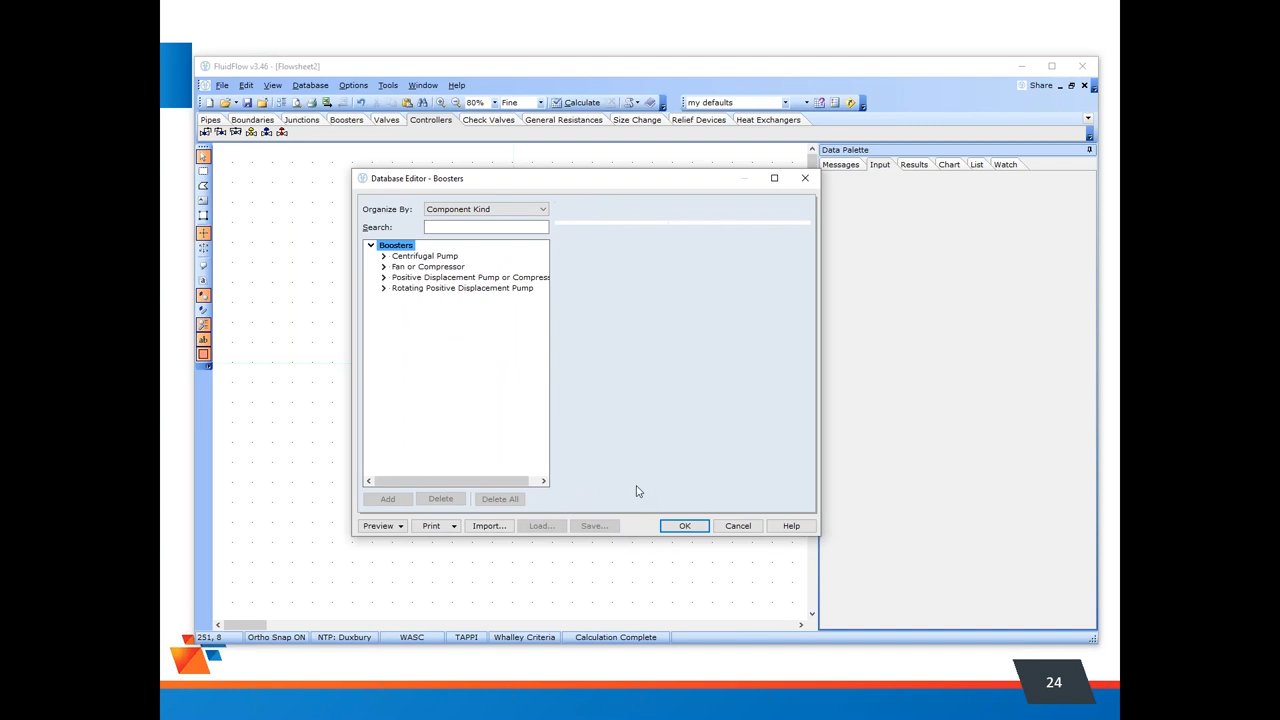 FluidFlow v3.46 - [Flowsheet2]
File Edit View Database Options Tools Window Help Share
80% Fine Calculate my defaults
Pipes Boundaries Junctions Boosters Valves Controllers Check Valves General Resistances Size Change Relief Devices Heat Exchangers
Data Palette
Messages Input Results Chart List Watch
Database Editor - Boosters
Organize By: Component Kind
Search:
Boosters
Centrifugal Pump
Fan or Compressor
Positive Displacement Pump or Compress
Rotating Positive Displacement Pump
Add Delete Delete All
Preview Print Import... Load... Save... OK Cancel Help
ab
251, 8 Ortho Snap ON NTP: Duxbury WASC TAPPI Whalley Criteria Calculation Complete
24